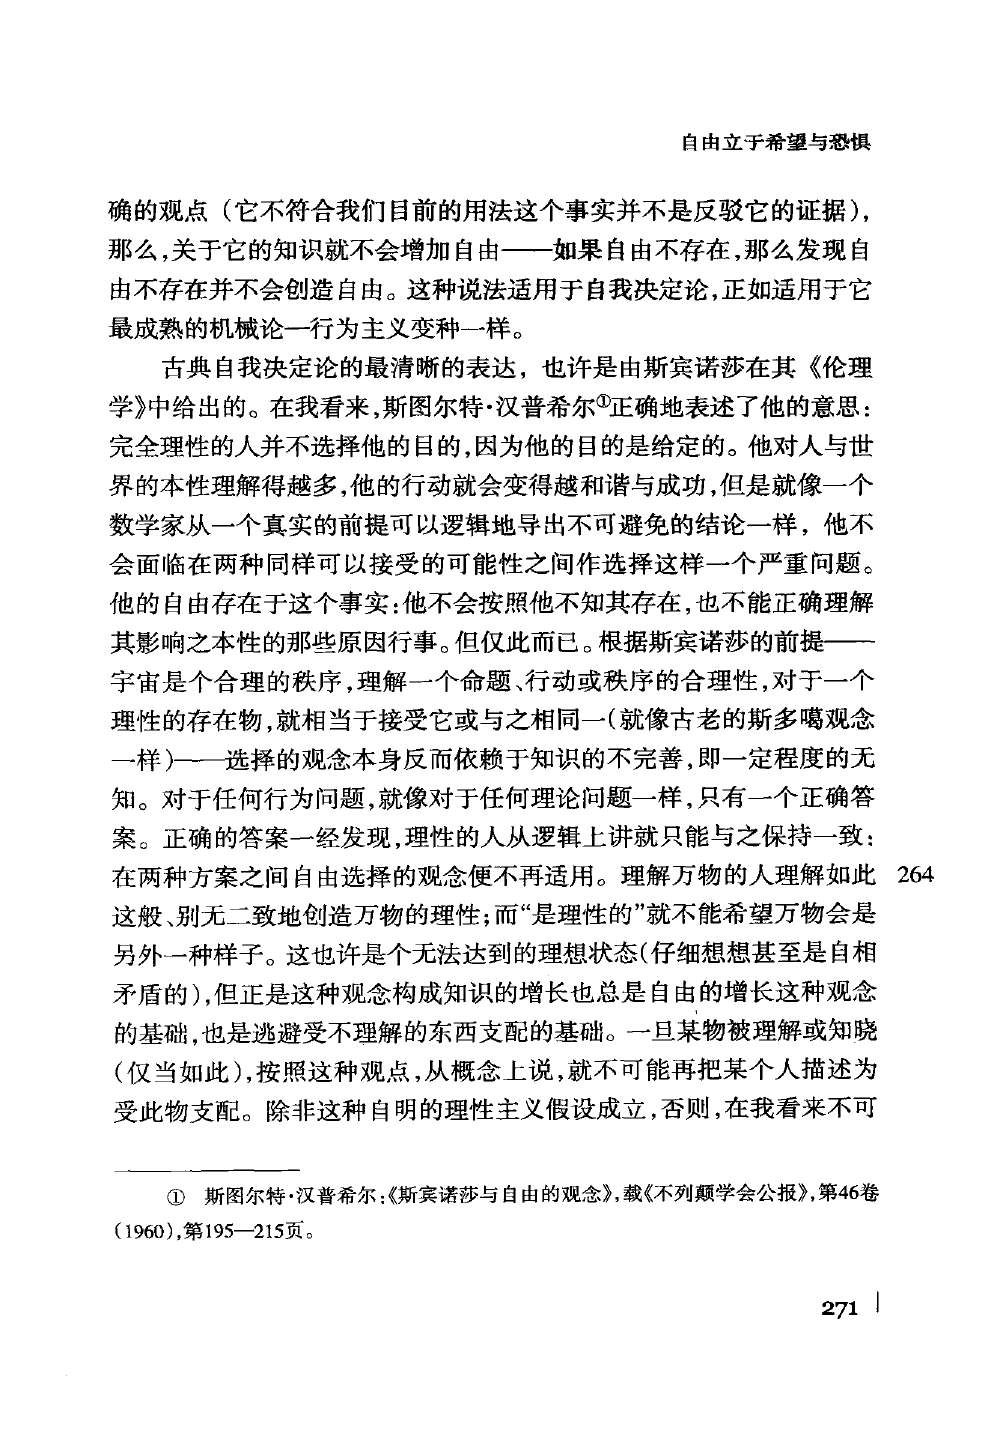 自由立于希望与恐惧
确的观点（它不符合我们目前的用法这个事实并不是反驳它的证据），
那么,关于它的知识就不会增加自由——如果自由不存在,那么发现自
由不存在并不会创造自由。这种说法适用于自我决定论,正如适用于它
最成熟的机械论—行为主义变种一样。
古典自我决定论的最清晰的表达，也许是由斯宾诺莎在其《伦理
学》中给出的。在我看来,斯图尔特·汉普希尔①正确地表述了他的意思：
完全理性的人并不选择他的目的,因为他的目的是给定的。他对人与世
界的本性理解得越多,他的行动就会变得越和谐与成功,但是就像一个
数学家从一个真实的前提可以逻辑地导出不可避免的结论一样，他不
会面临在两种同样可以接受的可能性之间作选择这样一个严重问题。
他的自由存在于这个事实:他不会按照他不知其存在,也不能正确理解
其影响之本性的那些原因行事。但仅此而已。根据斯宾诺莎的前提——
宇宙是个合理的秩序,理解一个命题、行动或秩序的合理性,对于一个
理性的存在物,就相当于接受它或与之相同一(就像古老的斯多噶观念
一样)——选择的观念本身反而依赖于知识的不完善,即一定程度的无
知。对于任何行为问题,就像对于任何理论问题一样,只有一个正确答
案。正确的答案一经发现,理性的人从逻辑上讲就只能与之保持一致：
在两种方案之间自由选择的观念便不再适用。理解万物的人理解如此 264
这般、别无二致地创造万物的理性;而“是理性的”就不能希望万物会是
另外一种样子。这也许是个无法达到的理想状态(仔细想想甚至是自相
矛盾的),但正是这种观念构成知识的增长也总是自由的增长这种观念
的基础,也是逃避受不理解的东西支配的基础。一旦某物被理解或知晓
(仅当如此),按照这种观点,从概念上说,就不可能再把某个人描述为
受此物支配。除非这种自明的理性主义假设成立,否则,在我看来不可
① 斯图尔特·汉普希尔:《斯宾诺莎与自由的观念》,载《不列颠学会公报》,第46卷
(1960),第195—215页。
271